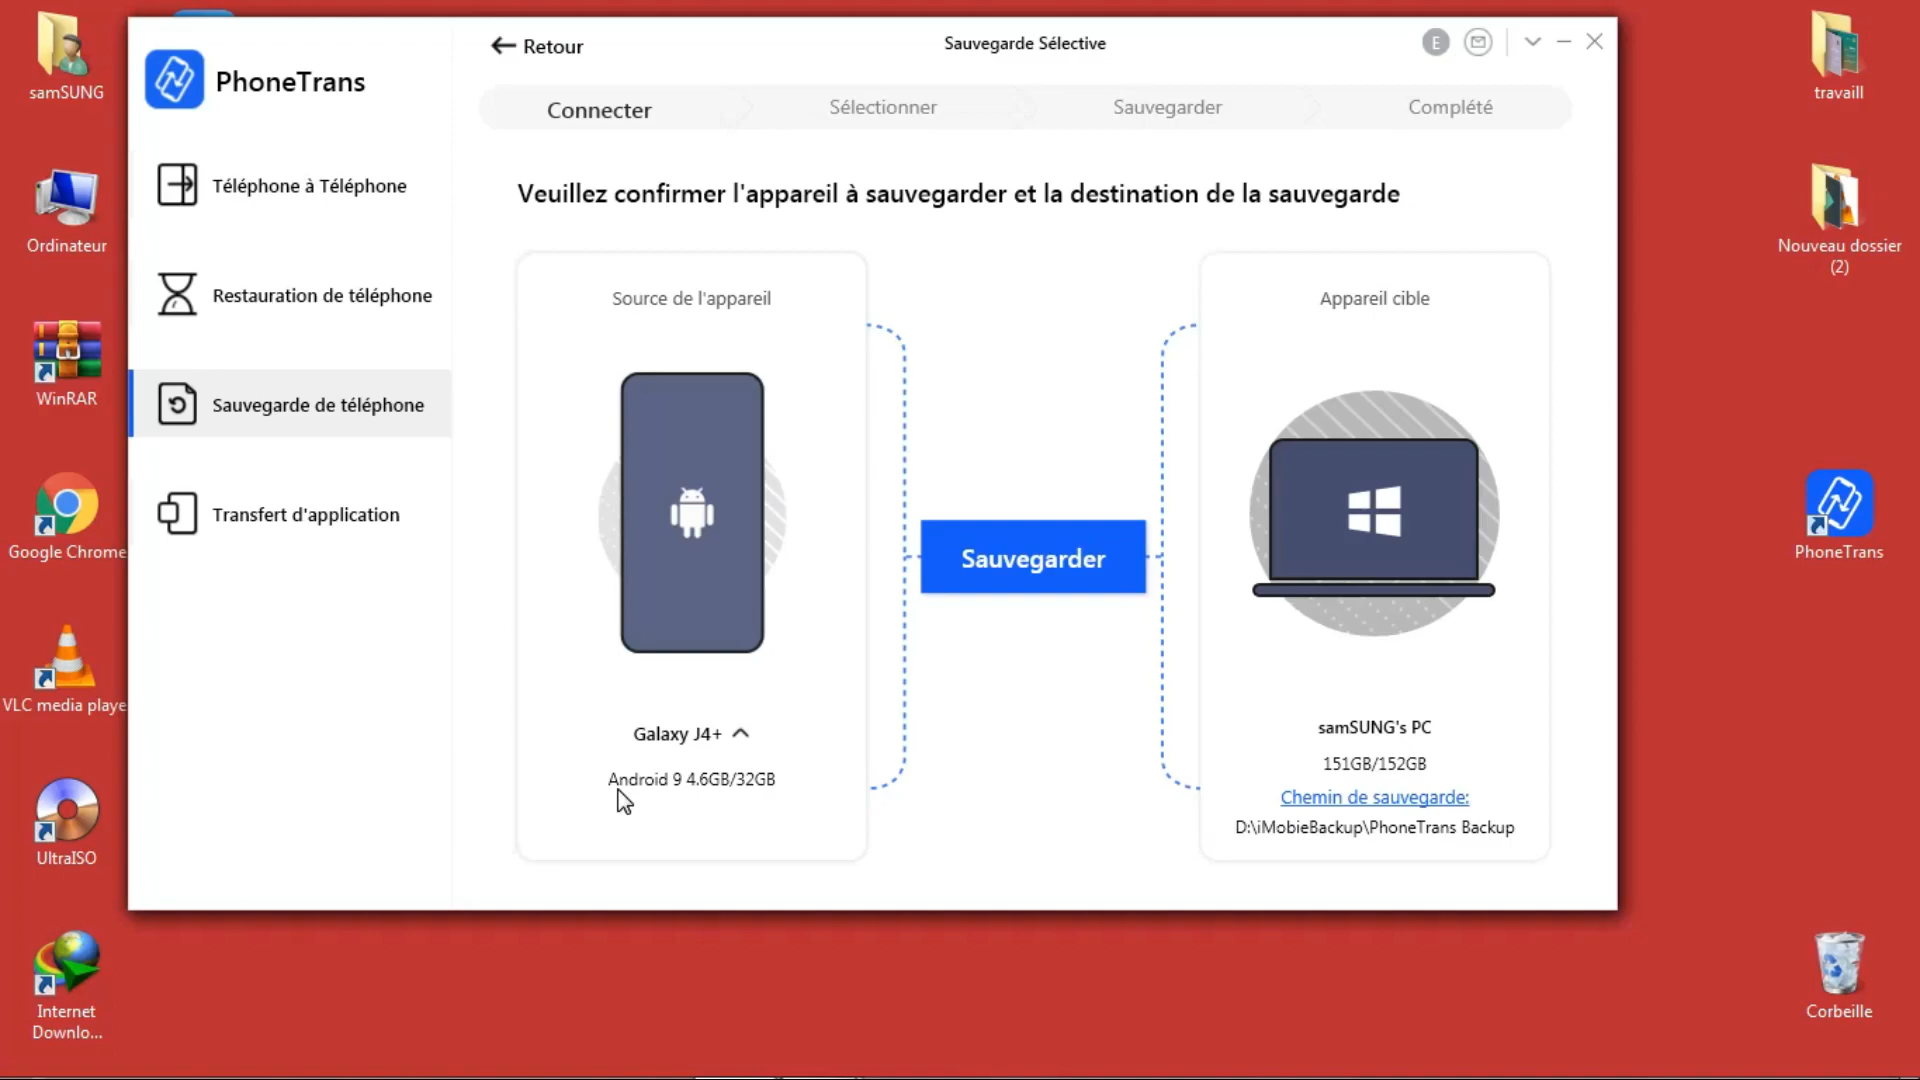 samSUNG
Ordinateur
WinRAR
Google Chrome
VLC media playe
UltraISO
Internet
Downlo...
PhoneTrans
Téléphone à Téléphone
Restauration de téléphone
Sauvegarde de téléphone
Transfert d'application
Retour
Sauvegarde Sélective
E
Connecter
Sélectionner
Sauvegarder
Complété
Veuillez confirmer l'appareil à sauvegarder et la destination de la sauvegarde
Source de l'appareil
Galaxy J4+
Android 9 4.6GB/32GB
Sauvegarder
Appareil cible
samSUNG's PC
151GB/152GB
Chemin de sauvegarde:
D:\iMobieBackup\PhoneTrans Backup
travaill
Nouveau dossier
(2)
PhoneTrans
Corbeille